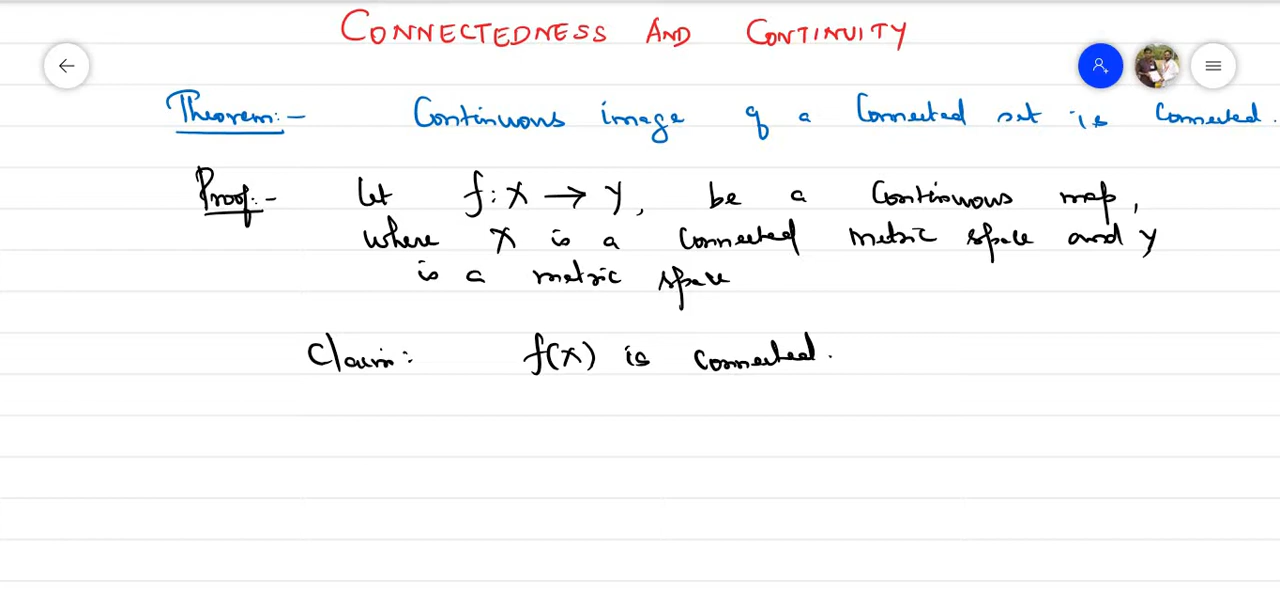 CONNECTEDNESS AND CONTINUITY
Theorem:- Continuous image of a Connected set is Connected.
Proof:- Let f: X → Y, be a Continuous map,
where X is a Connected metric space and Y
is a metric space
Claim: f(X) is Connected.